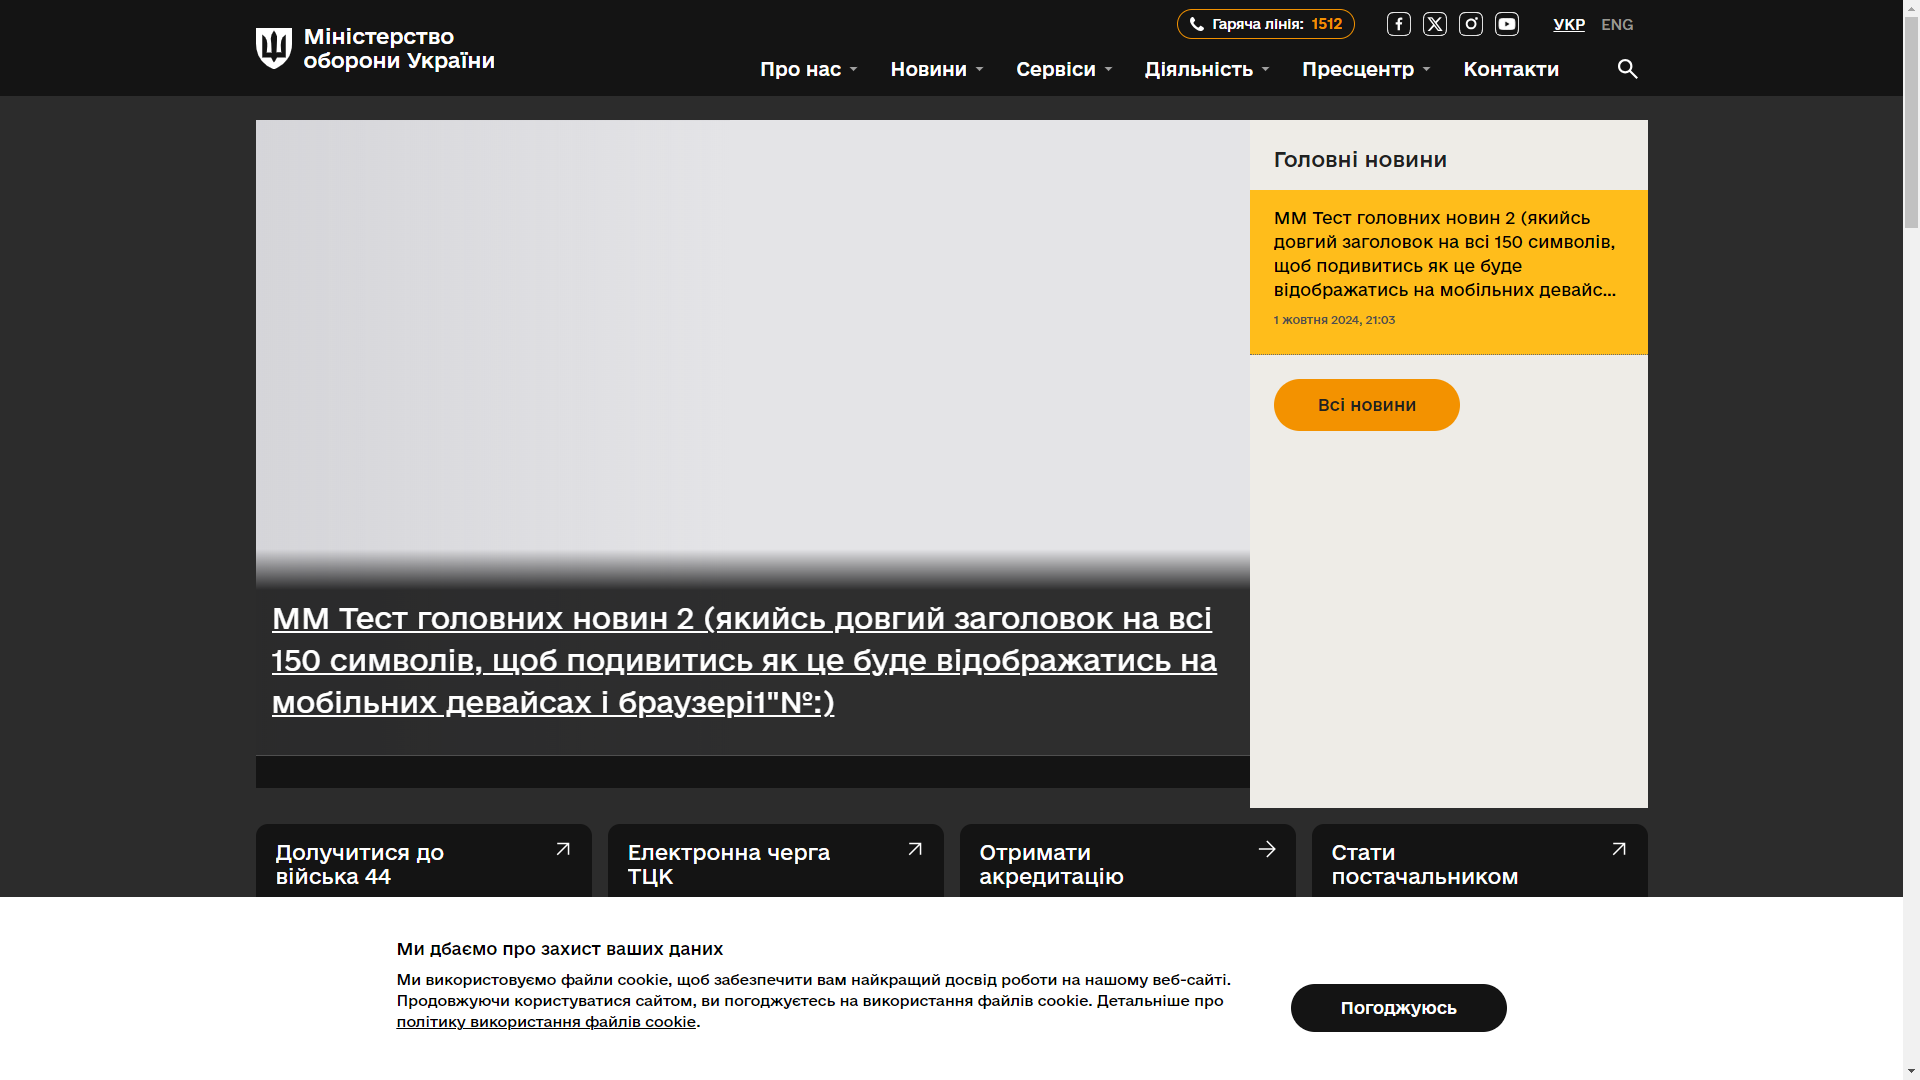 Міністерство
оборони України
Гаряча лінія: 1512
УКР ENG
Про нас Новини Сервіси Діяльність Пресцентр Контакти
Головні новини
ММ Тест головних новин 2 (якийсь
довгий заголовок на всі 150 символів,
щоб подивитись як це буде
відображатись на мобільних девайс...
1 жовтня 2024, 21:03
Всі новини
ММ Тест головних новин 2 (якийсь довгий заголовок на всі
150 символів, щоб подивитись як це буде відображатись на
мобільних девайсах і браузері1"№:)
Долучитися до
війська 44
Електронна черга
ТЦК
Отримати
акредитацію
Стати
постачальником
Ми дбаємо про захист ваших даних
Ми використовуємо файли cookie, щоб забезпечити вам найкращий досвід роботи на нашому веб-сайті.
Продовжуючи користуватися сайтом, ви погоджуєтесь на використання файлів cookie. Детальніше про
політику використання файлів cookie.
Погоджуюсь